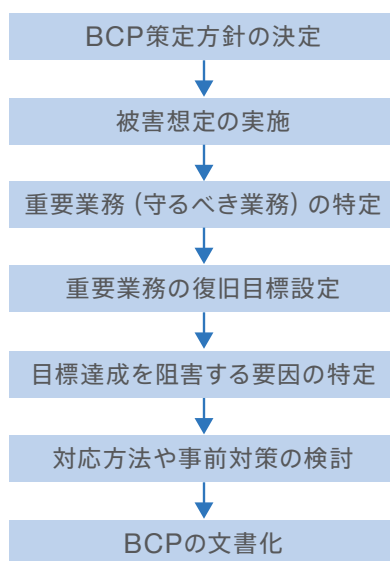 BCP策定方針の決定
被害想定の実施
重要業務（守るべき業務）の特定
重要業務の復旧目標設定
目標達成を阻害する要因の特定
対応方法や事前対策の検討
BCPの文書化